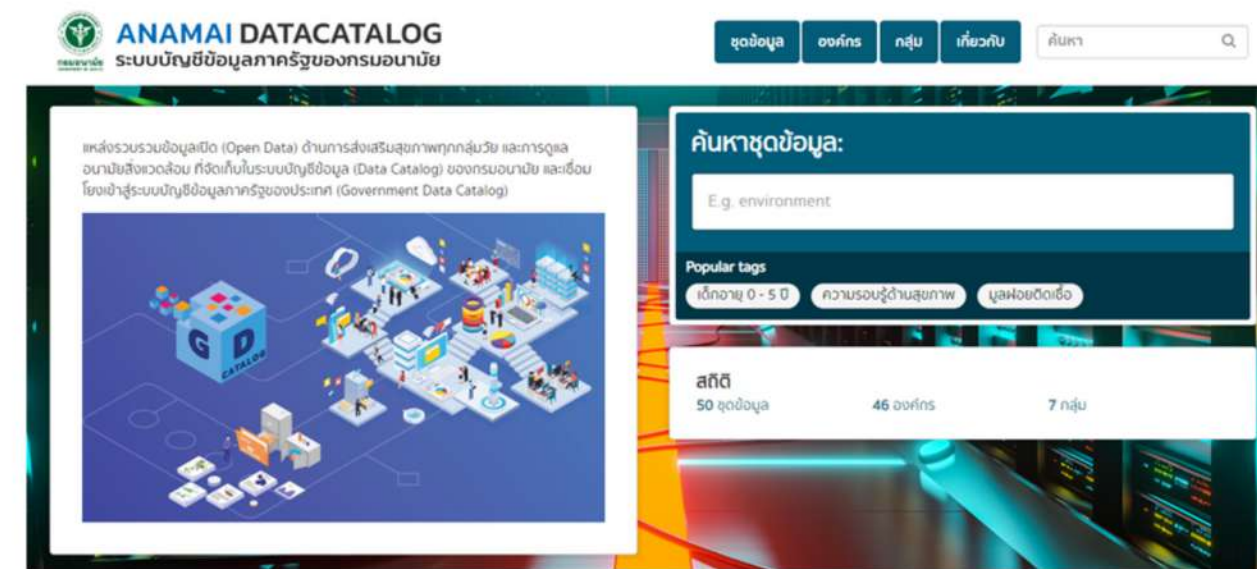 ANAMAI DATACATALOG
ระบบบัญชีข้อมูลภาครัฐของกรมอนามัย
กรมอนามัย
ชุดข้อมูล
องค์กร
กลุ่ม
เกี่ยวกับ
ค้นหา
แหล่งรวบรวมข้อมูลเปิด (Open Data) ด้านการส่งเสริมสุขภาพทุกกลุ่มวัย และการดูแล
อนามัยสิ่งแวดล้อม ที่จัดเก็บในระบบบัญชีข้อมูล (Data Catalog) ของกรมอนามัย และเชื่อม
โยงเข้าสู่ระบบบัญชีข้อมูลภาครัฐของประเทศ (Government Data Catalog)
G D
CATALOG
ค้นหาชุดข้อมูล:
E.g. environment
Popular tags
เด็กอายุ 0 - 5 ปี
ความรอบรู้ด้านสุขภาพ
มูลฝอยติดเชื้อ
สถิติ
50 ชุดข้อมูล
46 องค์กร
7 กลุ่ม